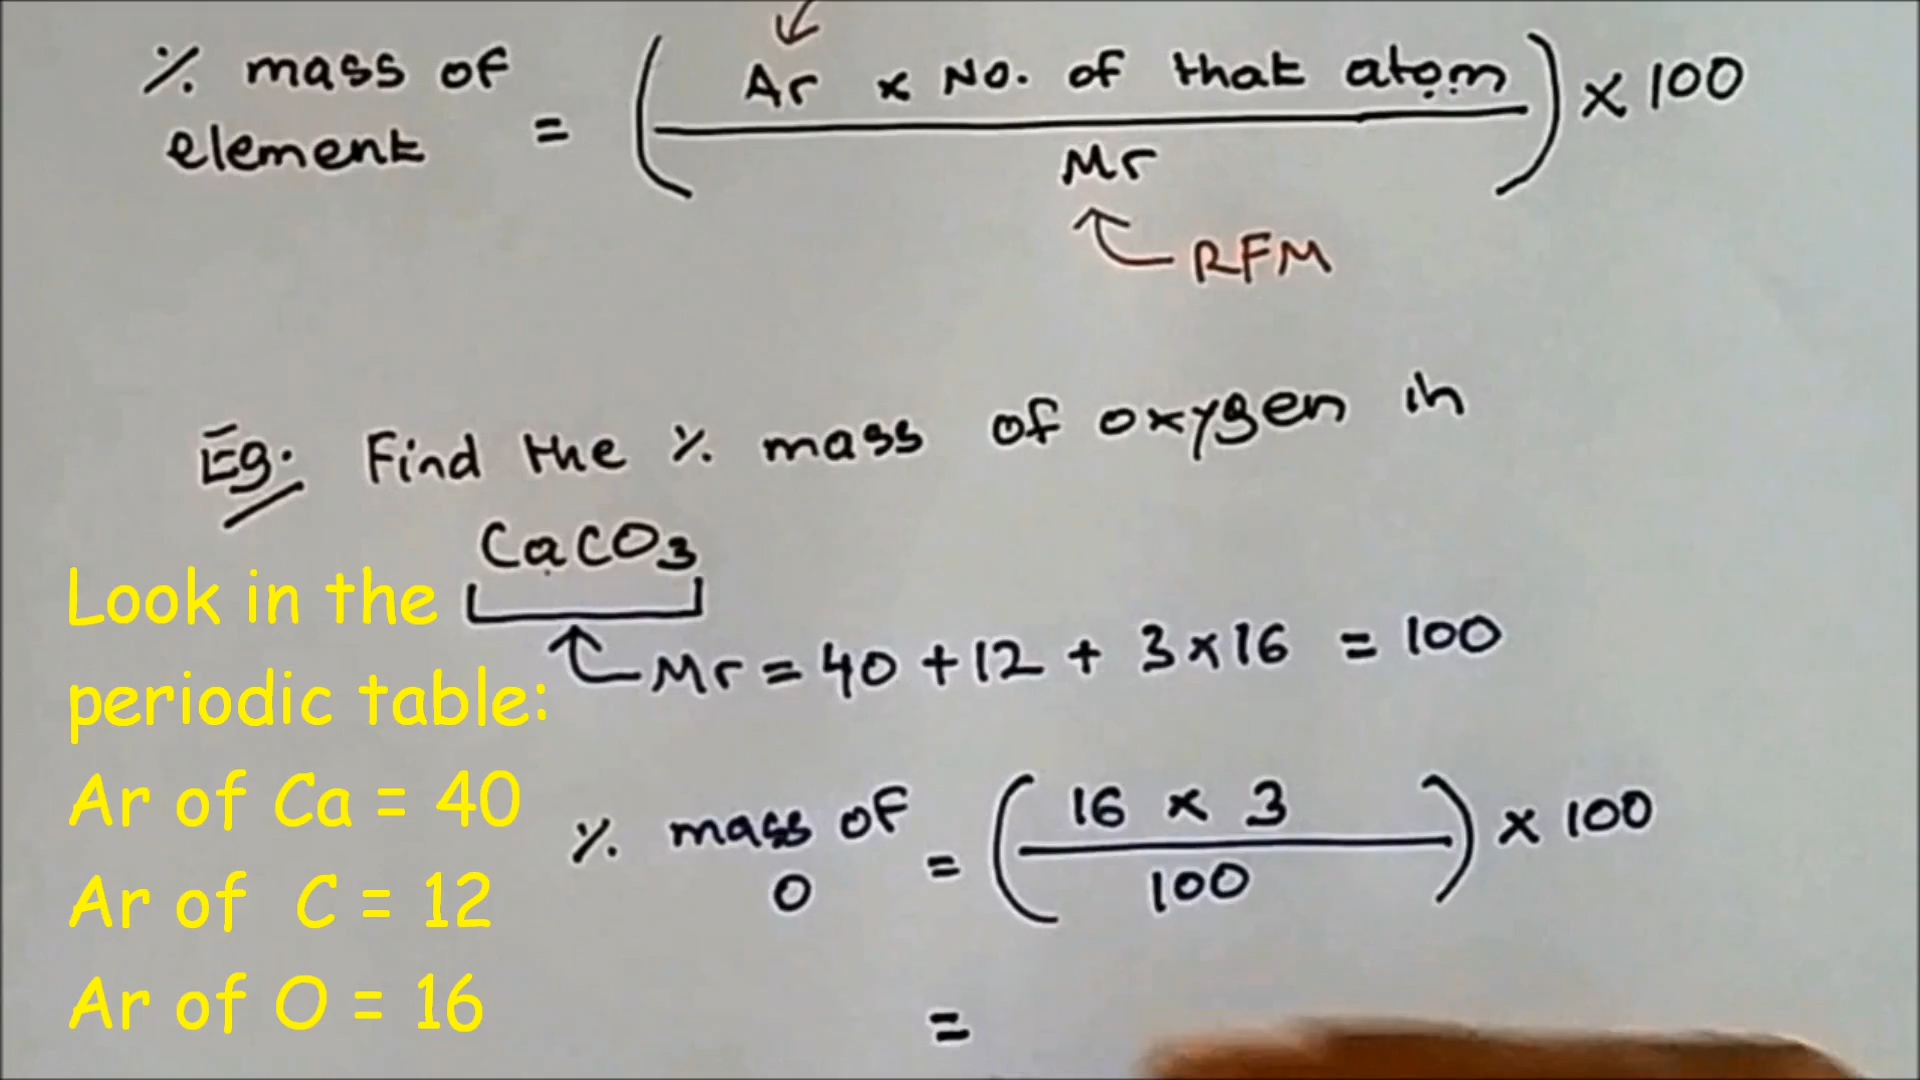 % mass of
element = (Ar x No. of that atom / Mr) x 100
RFM
Eg. Find the % mass of oxygen in
CaCO3
Mr = 40 + 12 + 3x16 = 100
Look in the
periodic table:
Ar of Ca = 40
Ar of C = 12
Ar of O = 16
% mass of
O = (16 x 3 / 100) x 100
=